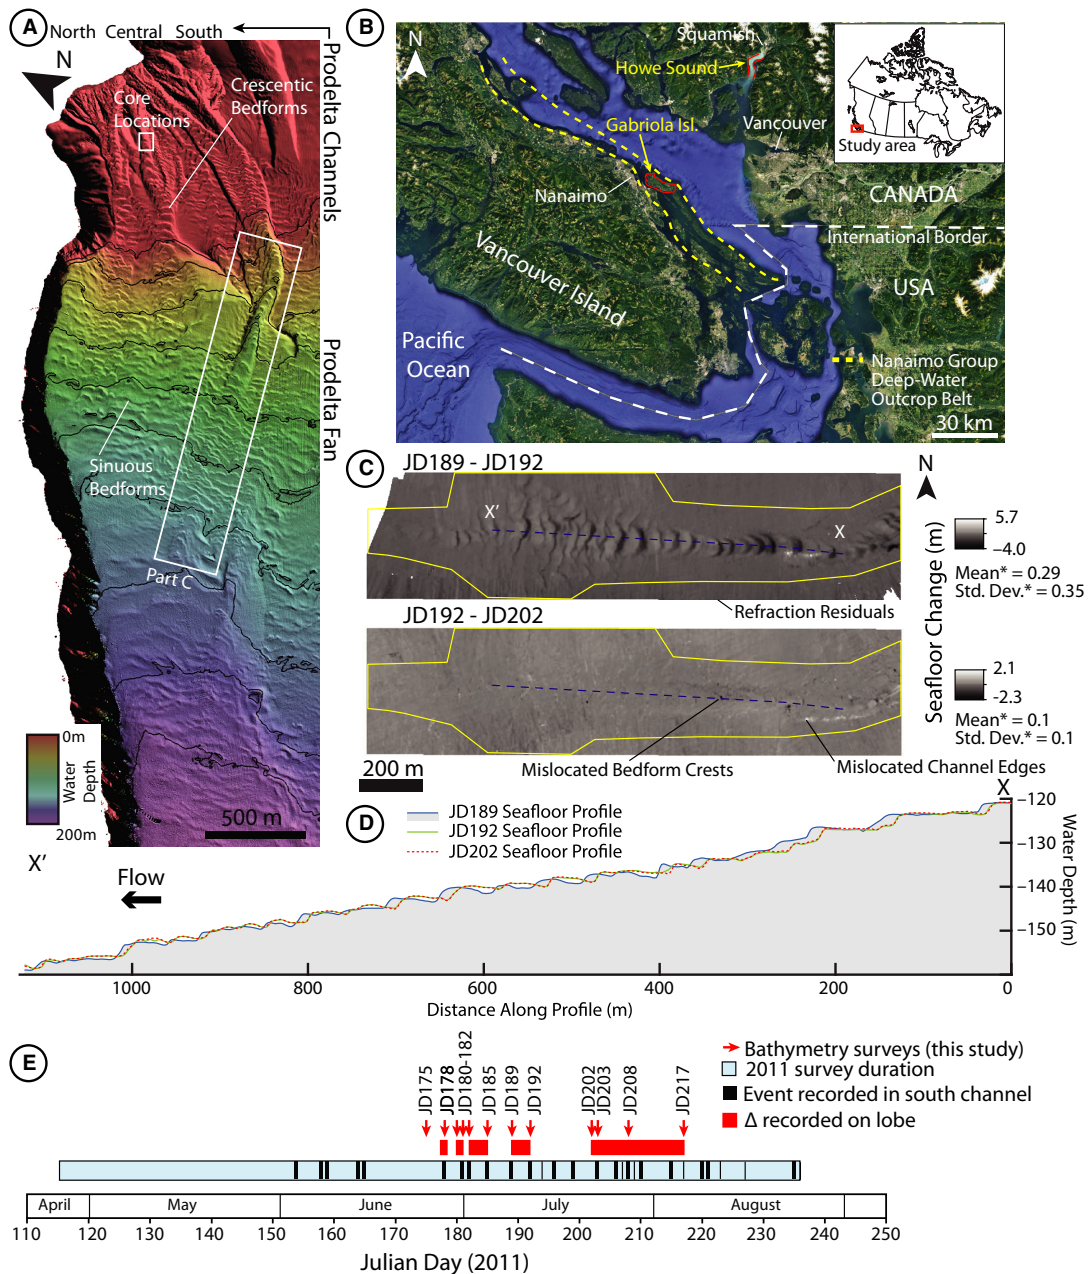 A
North Central South
N
Core
Locations
Crescentic
Bedforms
Prodelta Channels
Prodelta Fan
Sinuous
Bedforms
Part C
0m
Water
Depth
200m
500 m
B
N
Squamish
Howe Sound
Gabriola Isl.
Vancouver
Nanaimo
Study area
CANADA
International Border
USA
Vancouver Island
Pacific
Ocean
Nanaimo Group
Deep-Water
Outcrop Belt
30 km
C
JD189 - JD192
X'
X
N
Refraction Residuals
JD192 - JD202
Mislocated Bedform Crests
Mislocated Channel Edges
200 m
Seafloor Change (m)
5.7
-4.0
Mean* = 0.29
Std. Dev.* = 0.35
2.1
-2.3
Mean* = 0.1
Std. Dev.* = 0.1
D
JD189 Seafloor Profile
JD192 Seafloor Profile
JD202 Seafloor Profile
X
X'
Flow
−120
−130
−140
−150
Water Depth (m)
1000 800 600 400 200 0
Distance Along Profile (m)
E
JD175
JD178
JD180-182
JD185
JD189
JD192
JD202
JD203
JD208
JD217
Bathymetry surveys (this study)
2011 survey duration
Event recorded in south channel
Δ recorded on lobe
April May June July August
110 120 130 140 150 160 170 180 190 200 210 220 230 240 250
Julian Day (2011)